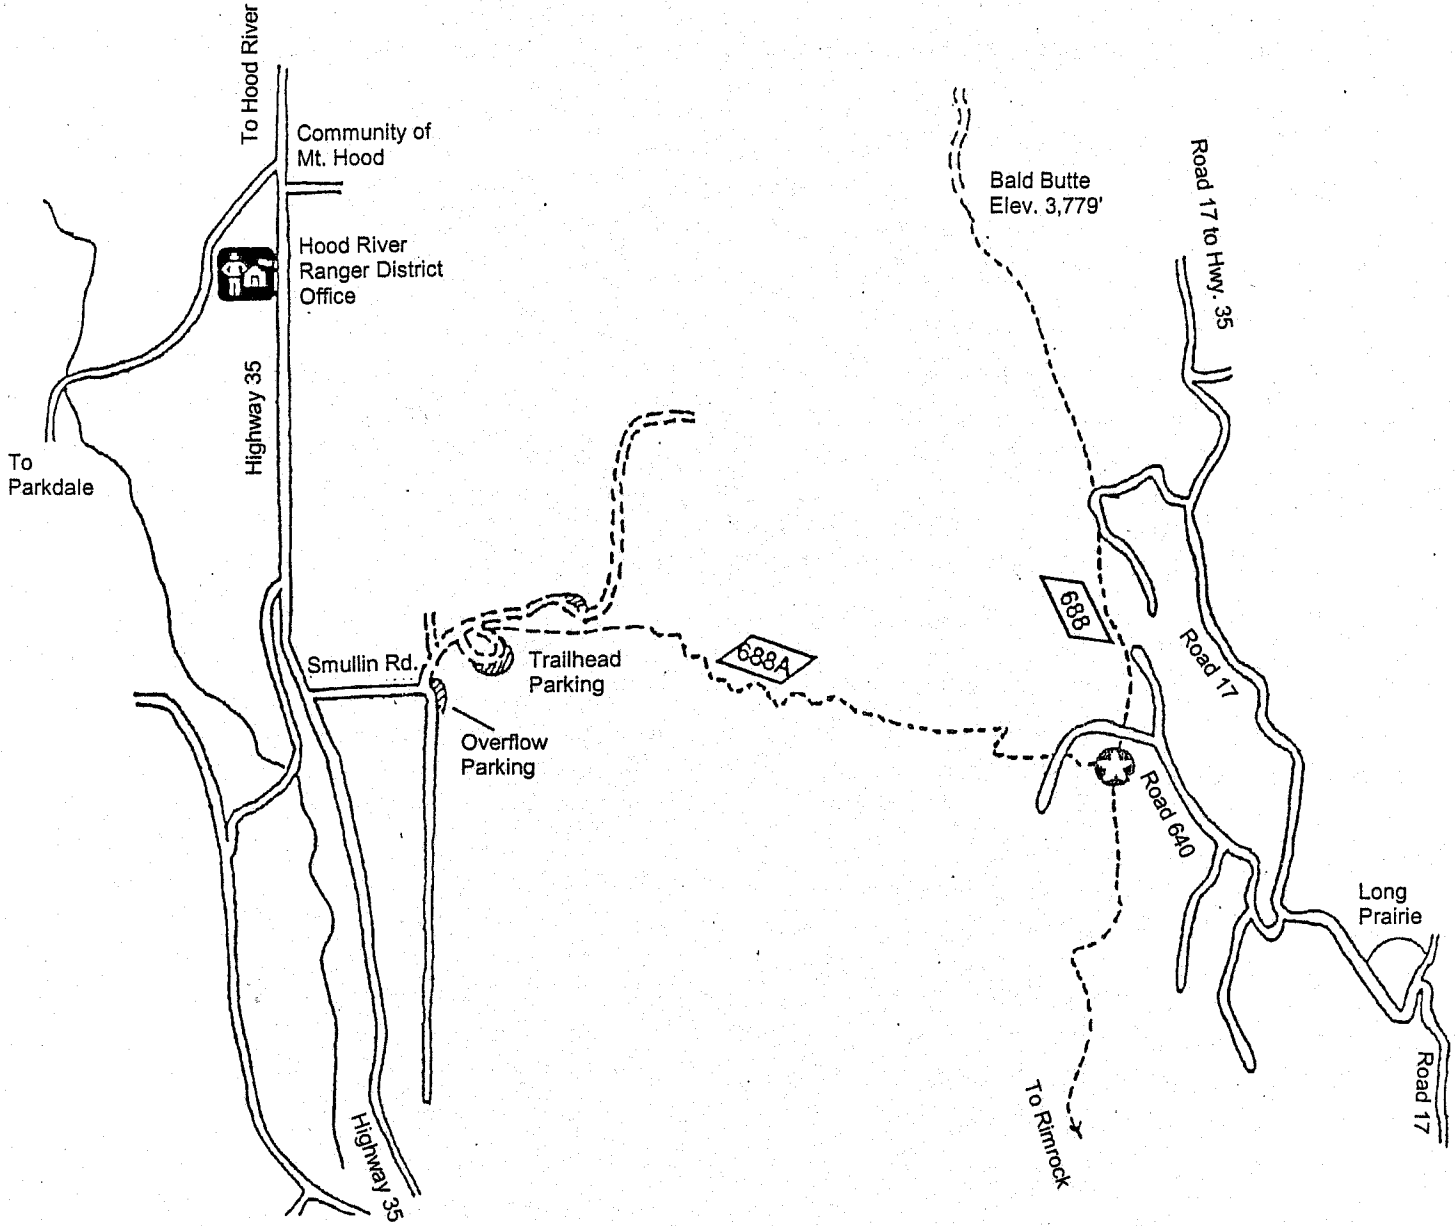 To Hood River
Community of
Mt. Hood
Bald Butte
Elev. 3,779'
Road 17 to Hwy. 35
Hood River
Ranger District
Office
Highway 35
To
Parkdale
688
688A
Smullin Rd.
Trailhead
Parking
Road 17
Overflow
Parking
Road 640
Long
Prairie
To Rimrock
Road 17
Highway 35